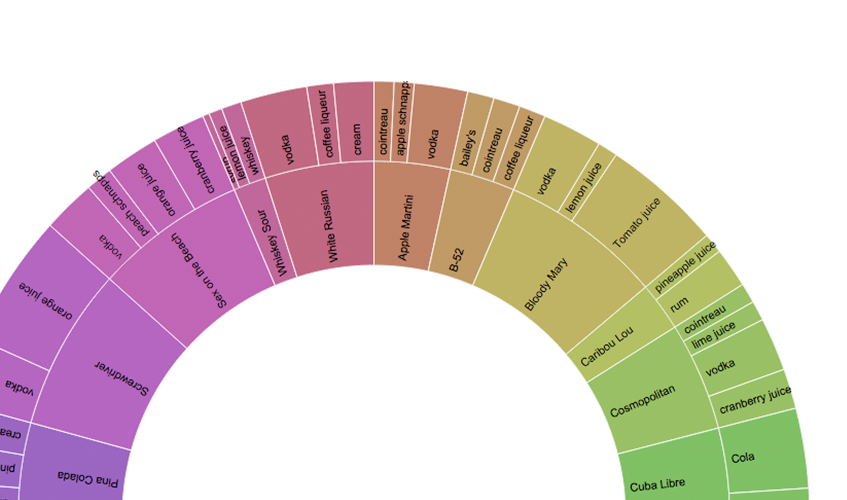 crea
pin
Pina Colada
vodka
orange juice
Screwdriver
vodka
peach schnapps
orange juice
cranberry juice
Sex on the Beach
lemon juice
whiskey
Whiskey Sour
vodka
coffee liqueur
cream
White Russian
cointreau
apple schnapps
vodka
Apple Martini
bailey's
cointreau
coffee liqueur
B-52
vodka
lemon juice
Tomato juice
Bloody Mary
pineapple juice
rum
Caribou Lou
cointreau
lime juice
vodka
cranberry juice
Cosmopolitan
Cola
Cuba Libre